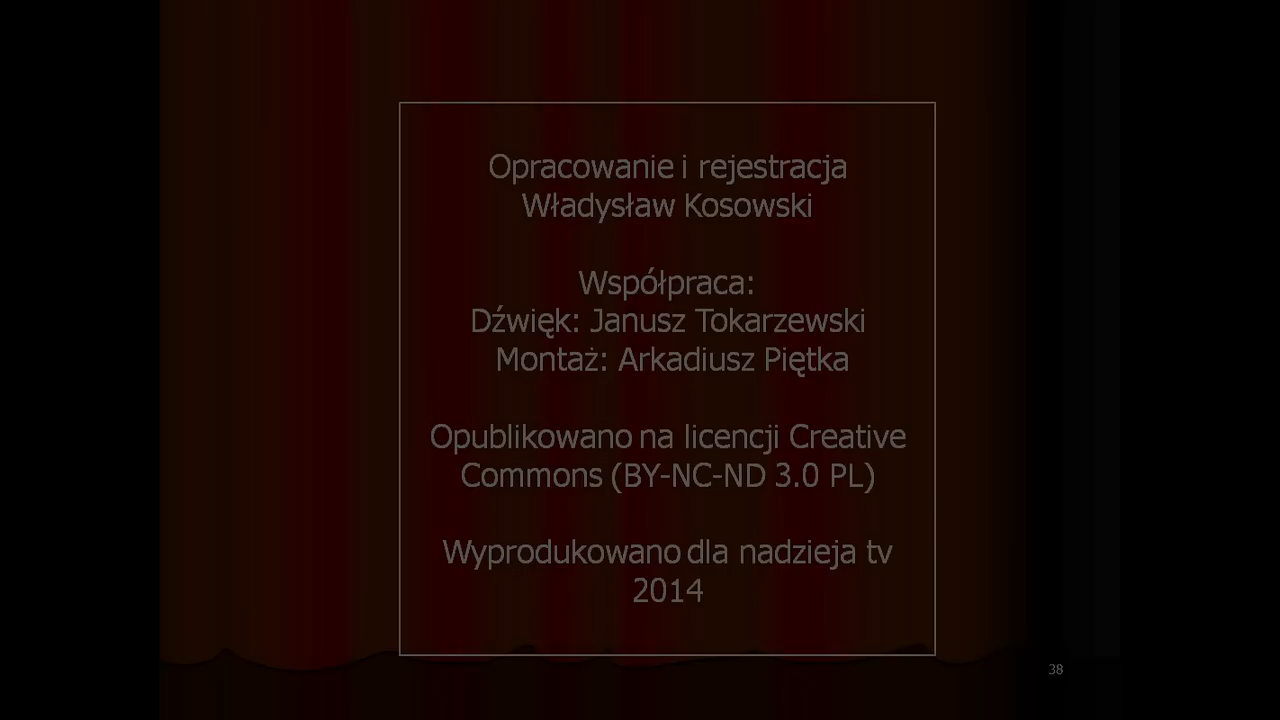 Opracowanie i rejestracja
Władysław Kosowski
Współpraca:
Dźwięk: Janusz Tokarzewski
Montaż: Arkadiusz Piętka
Opublikowano na licencji Creative
Commons (BY-NC-ND 3.0 PL)
Wyprodukowano dla nadzieja tv
2014
38